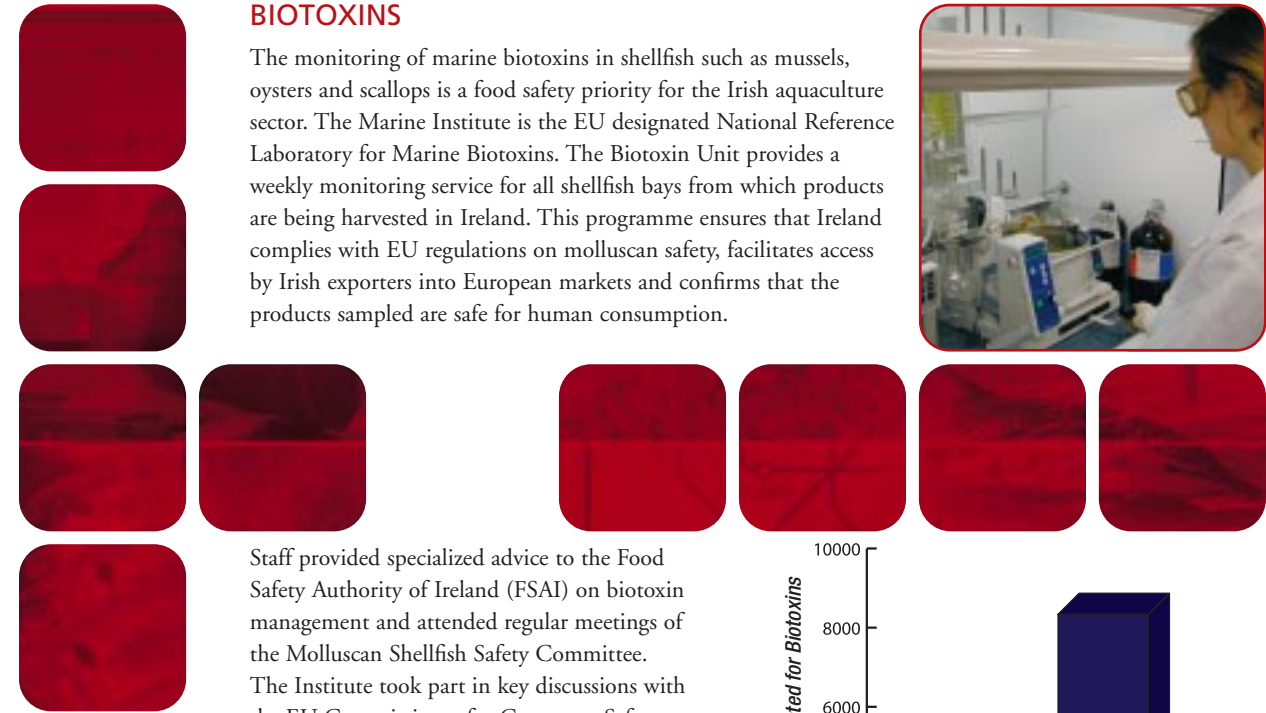 BIOTOXINS
The monitoring of marine biotoxins in shellfish such as mussels,
oysters and scallops is a food safety priority for the Irish aquaculture
sector. The Marine Institute is the EU designated National Reference
Laboratory for Marine Biotoxins. The Biotoxin Unit provides a
weekly monitoring service for all shellfish bays from which products
are being harvested in Ireland. This programme ensures that Ireland
complies with EU regulations on molluscan safety, facilitates access
by Irish exporters into European markets and confirms that the
products sampled are safe for human consumption.
Staff provided specialized advice to the Food
Safety Authority of Ireland (FSAI) on biotoxin
management and attended regular meetings of
the Molluscan Shellfish Safety Committee.
The Institute took part in key discussions with
10000
8000
6000
for Biotoxins